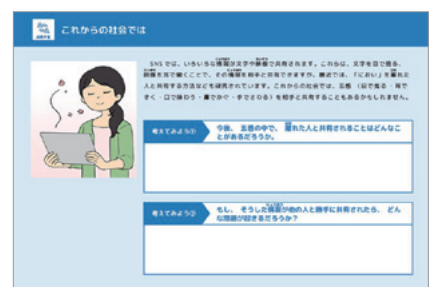 これからの社会では
SNS では、いろいろな情報が文字や映像で共有されます。これらは、文字を目で見る、
映像を耳で聞くことで、その情報を相手と共有できますが、最近では、「におい」を離れた
人と共有する方法なども研究されています。これからの社会では、五感（目で見る・耳で
きく・口で味わう・鼻でかぐ・手でさわる）を相手と共有することもあるかもしれません。
考えてみよう①
今後、五感の中で、離れた人と共有されることはどんなこ
とがあるだろうか。
考えてみよう②
もし、そうした情報が他の人と勝手に共有されたら、どん
な問題が起きるだろうか？